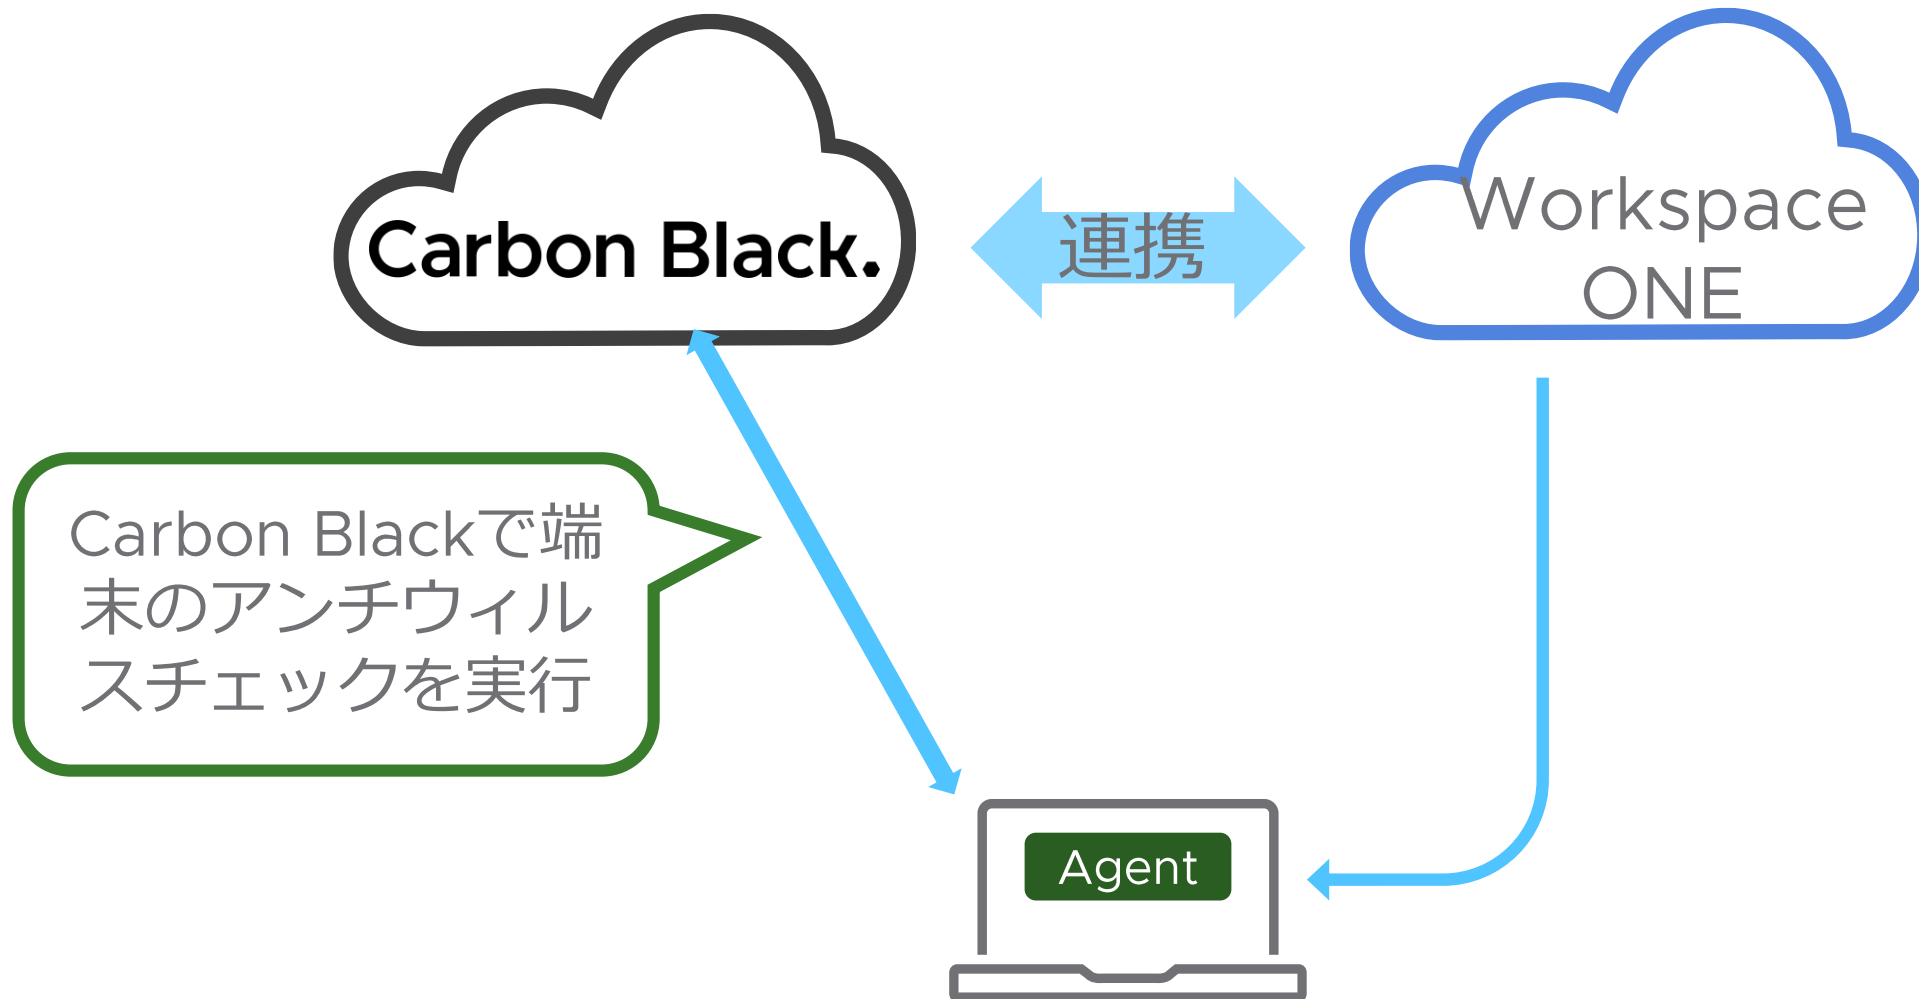 Carbon Black.
連携
Workspace
ONE
Carbon Blackで端
末のアンチウィル
スチェックを実行
Agent